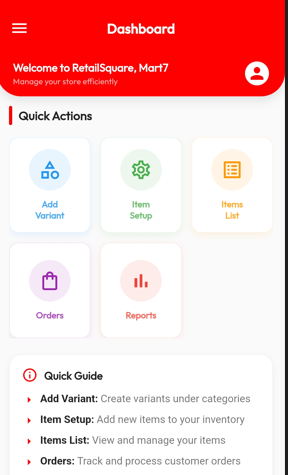 Dashboard
Welcome to RetailSquare, Mart7
Manage your store efficiently
Quick Actions
Add
Variant
Item
Setup
Items
List
Orders
Reports
Quick Guide
Add Variant: Create variants under categories
Item Setup: Add new items to your inventory
Items List: View and manage your items
Orders: Track and process customer orders